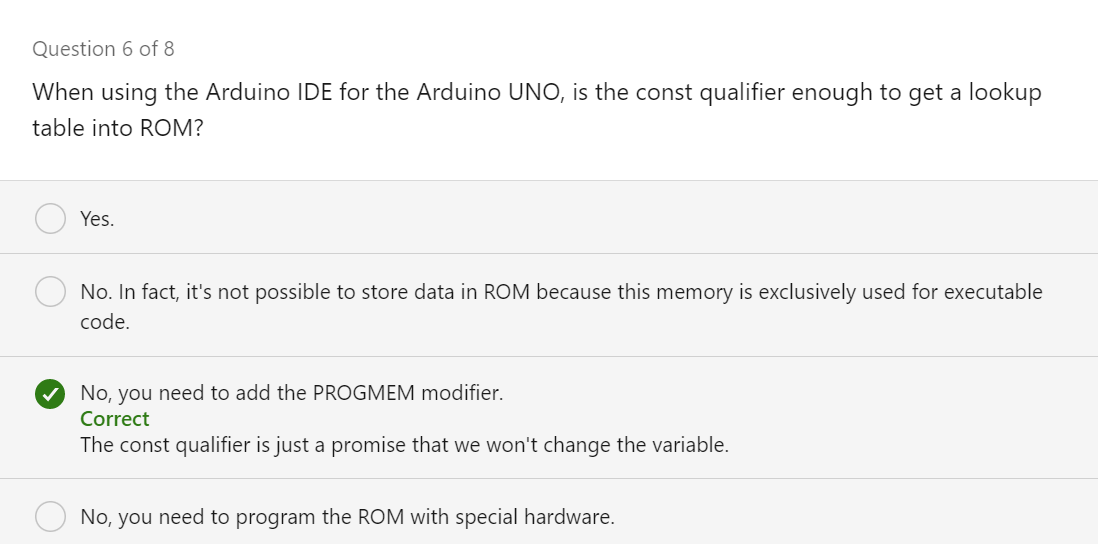 Question 6 of 8
When using the Arduino IDE for the Arduino UNO, is the const qualifier enough to get a lookup
table into ROM?
Yes.
No. In fact, it's not possible to store data in ROM because this memory is exclusively used for executable
code.
No, you need to add the PROGMEM modifier.
Correct
The const qualifier is just a promise that we won't change the variable.
No, you need to program the ROM with special hardware.